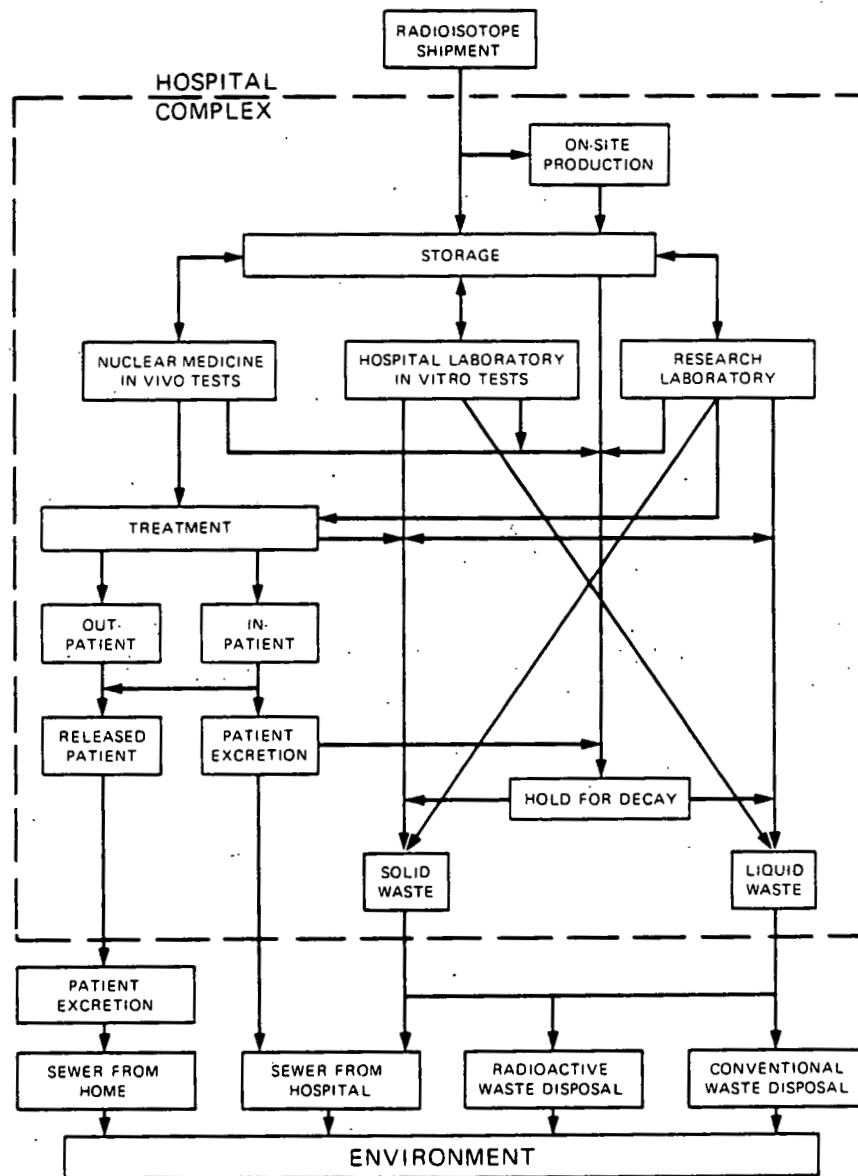 RADIOISOTOPE
SHIPMENT
HOSPITAL
COMPLEX
ON-SITE
PRODUCTION
STORAGE
NUCLEAR MEDICINE
IN VIVO TESTS
HOSPITAL LABORATORY
IN VITRO TESTS
RESEARCH
LABORATORY
TREATMENT
OUT-
PATIENT
IN-
PATIENT
RELEASED
PATIENT
PATIENT
EXCRETION
HOLD FOR DECAY
SOLID
WASTE
LIQUID
WASTE
PATIENT
EXCRETION
SEWER FROM
HOME
SEWER FROM
HOSPITAL
RADIOACTIVE
WASTE DISPOSAL
CONVENTIONAL
WASTE DISPOSAL
ENVIRONMENT